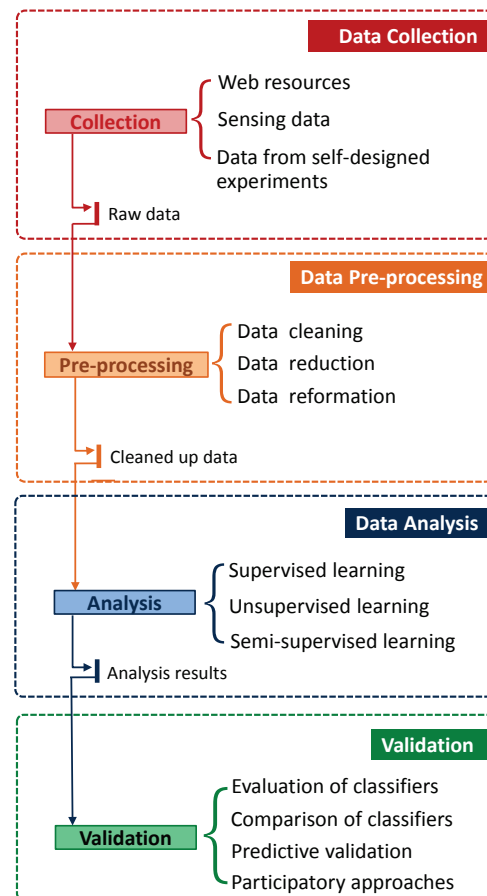 Data Collection
Web resources
Collection
Sensing data
Data from self-designed
experiments
Raw data
Data Pre-processing
Data cleaning
Pre-processing
Data reduction
Data reformation
Cleaned up data
Data Analysis
Supervised learning
Analysis
Unsupervised learning
Semi-supervised learning
Analysis results
Validation
Evaluation of classifiers
Comparison of classifiers
Validation
Predictive validation
Participatory approaches